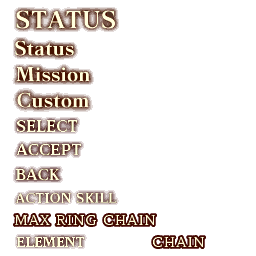 STATUS
Status
Mission
Custom
SELECT
ACCEPT
BACK
ACTION SKILL
MAX RING CHAIN
ELEMENT CHAIN